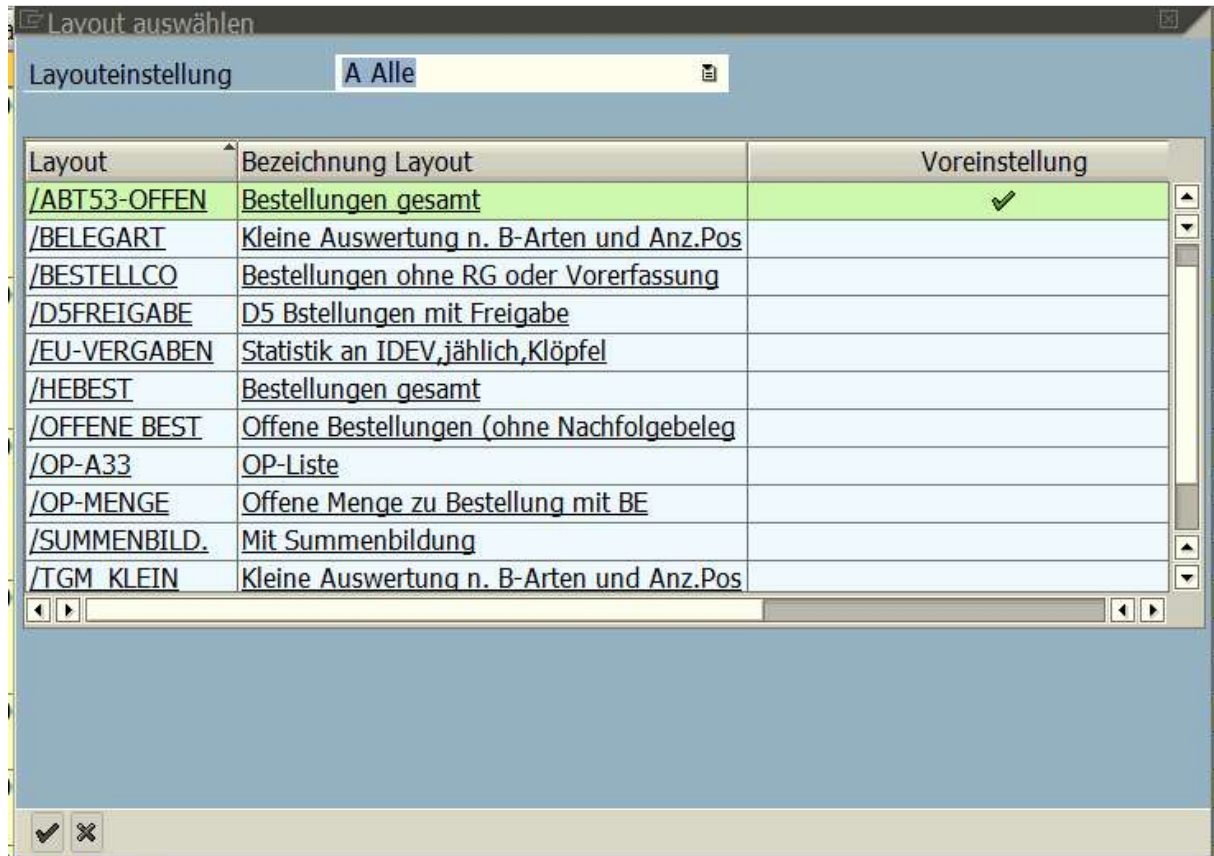 Layout auswählen
Layouteinstellung A Alle
Layout Bezeichnung Layout Voreinstellung
/ABT53-OFFEN Bestellungen gesamt
/BELEGART Kleine Auswertung n. B-Arten und Anz.Pos
/BESTELLCO Bestellungen ohne RG oder Vorerfassung
/D5FREIGABE D5 Bstellungen mit Freigabe
/EU-VERGABEN Statistik an IDEV,jählich,Klöpfel
/HEBEST Bestellungen gesamt
/OFFENE BEST Offene Bestellungen (ohne Nachfolgebeleg
/OP-A33 OP-Liste
/OP-MENGE Offene Menge zu Bestellung mit BE
/SUMMENBILD. Mit Summenbildung
/TGM KLEIN Kleine Auswertung n. B-Arten und Anz.Pos